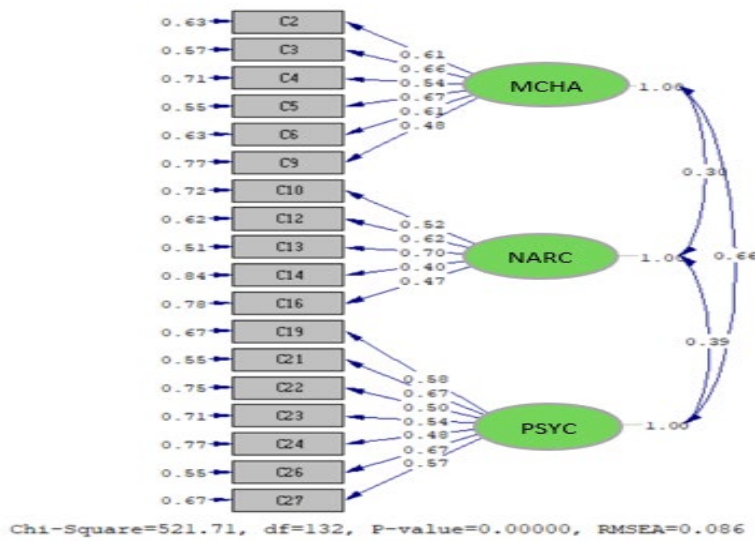 0.63 C2
0.57 C3 0.61
0.71 C4 0.66
0.54 MCHA 1.00
0.55 C5 0.67
0.63 C6 0.61
0.48
0.77 C9
0.72 C10 0.30
0.62 C12 0.52
0.62
0.51 C13 0.70 NARC 1.00 0.66
0.84 C14 0.40
0.78 C16 0.47
0.67 C19
0.39
0.55 C21
0.75 C22 0.58
0.67
0.71 C23 0.50
0.54 PSYC 1.00
0.77 C24 0.48
0.55 C26 0.67
0.57
0.67 C27
Chi-Square=521.71, df=132, P-value=0.00000, RMSEA=0.086